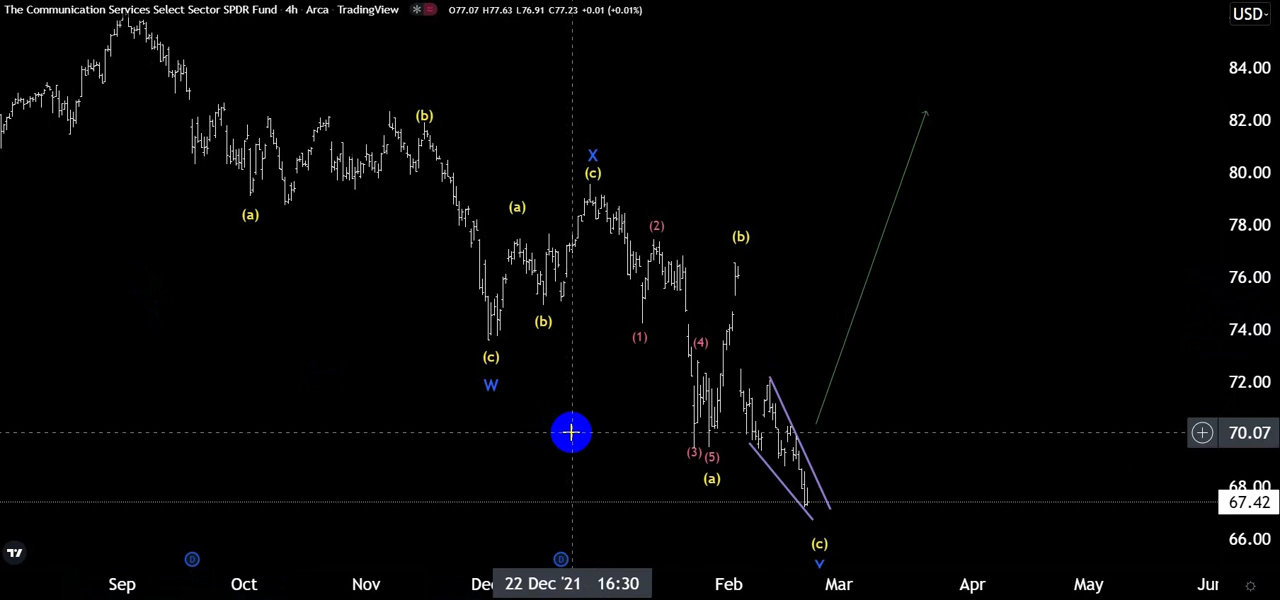 The Communication Services Select Sector SPDR Fund · 4h · Arca · TradingView O77.07 H77.63 L76.91 C77.23 +0.01 (+0.01%)
USD
84.00
(b)
82.00
X
(c)
80.00
(a)
(a)
(2)
78.00
(b)
76.00
(b)
(1)
(4)
74.00
(c)
W
72.00
70.07
(3)
(5)
(a)
68.00
67.42
(c)
Y
66.00
D
D
Sep
Oct
Nov
Dec
22 Dec '21 16:30
Feb
Mar
Apr
May
Jun